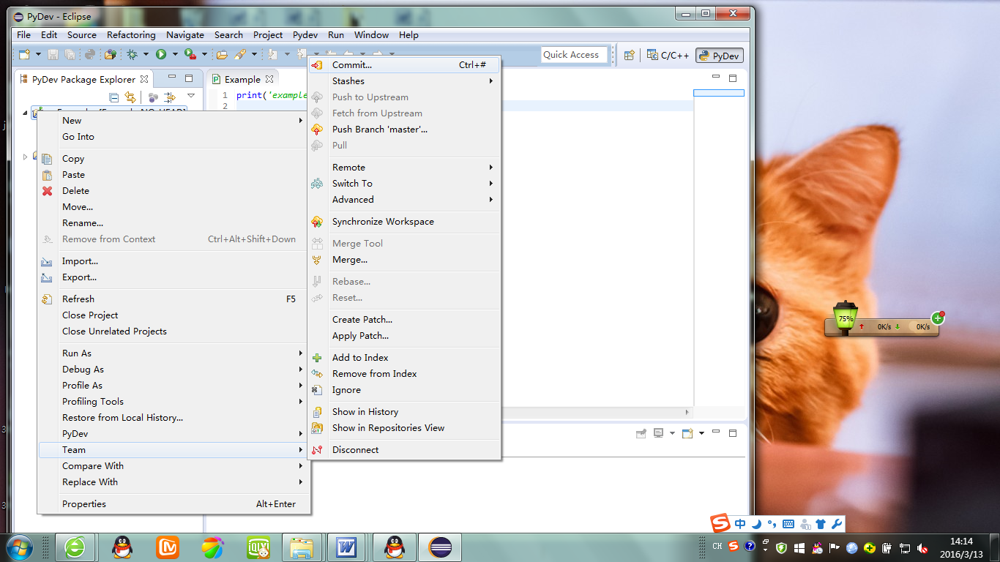 PyDev - Eclipse
File Edit Source Refactoring Navigate Search Project Pydev Run Window Help
Quick Access
C/C++
PyDev
PyDev Package Explorer
Example
1 print('example
2
New
Go Into
Copy
Paste
Delete
Move...
Rename...
Remove from Context Ctrl+Alt+Shift+Down
Import...
Export...
Refresh F5
Close Project
Close Unrelated Projects
Run As
Debug As
Profile As
Profiling Tools
Restore from Local History...
PyDev
Team
Compare With
Replace With
Properties Alt+Enter
Commit... Ctrl+#
Stashes
Push to Upstream
Fetch from Upstream
Push Branch 'master'...
Pull
Remote
Switch To
Advanced
Synchronize Workspace
Merge Tool
Merge...
Rebase...
Reset...
Create Patch...
Apply Patch...
Add to Index
Remove from Index
Ignore
Show in History
Show in Repositories View
Disconnect
75% 0K/s 0K/s
中
CH
14:14
2016/3/13